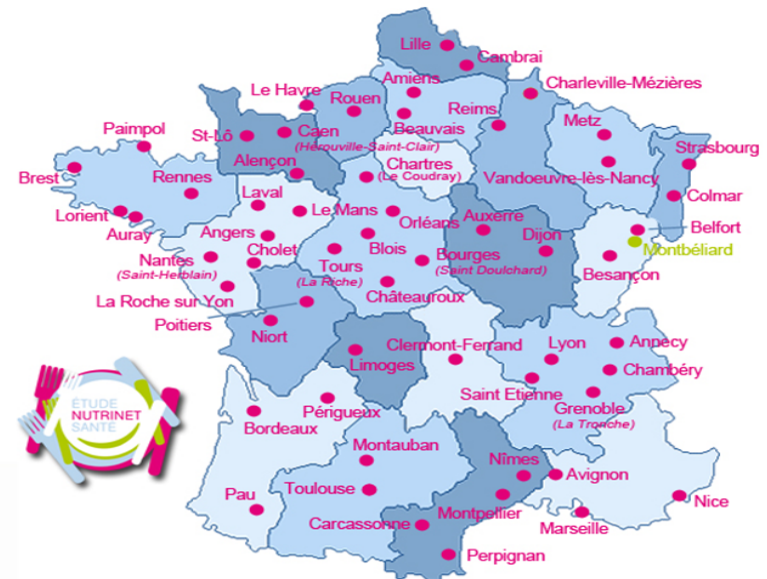 Lille
Cambrai
Amiens
Charleville-Mézières
Le Havre
Rouen
Reims
Metz
Beauvais
Paimpol
St-Lô
Caen
(Hérouville-Saint-Clair)
Strasbourg
Alençon
Chartres
(Le Coudray)
Brest
Rennes
Vandoeuvre-lès-Nancy
Laval
Colmar
Lorient
Le Mans
Orléans
Auxerre
Belfort
Auray
Angers
Blois
Dijon
Montbéliard
Nantes
(Saint-Herblain)
Cholet
Tours
(La Riche)
Bourges
(Saint Doulchard)
Besançon
La Roche sur Yon
Châteauroux
Poitiers
Niort
Clermont-Ferrand
Lyon
Annecy
Limoges
Chambéry
Saint Etienne
Grenoble
(La Tronche)
ÉTUDE
NUTRINET
SANTÉ
Périgueux
Bordeaux
Montauban
Nîmes
Avignon
Toulouse
Pau
Montpellier
Nice
Carcassonne
Marseille
Perpignan